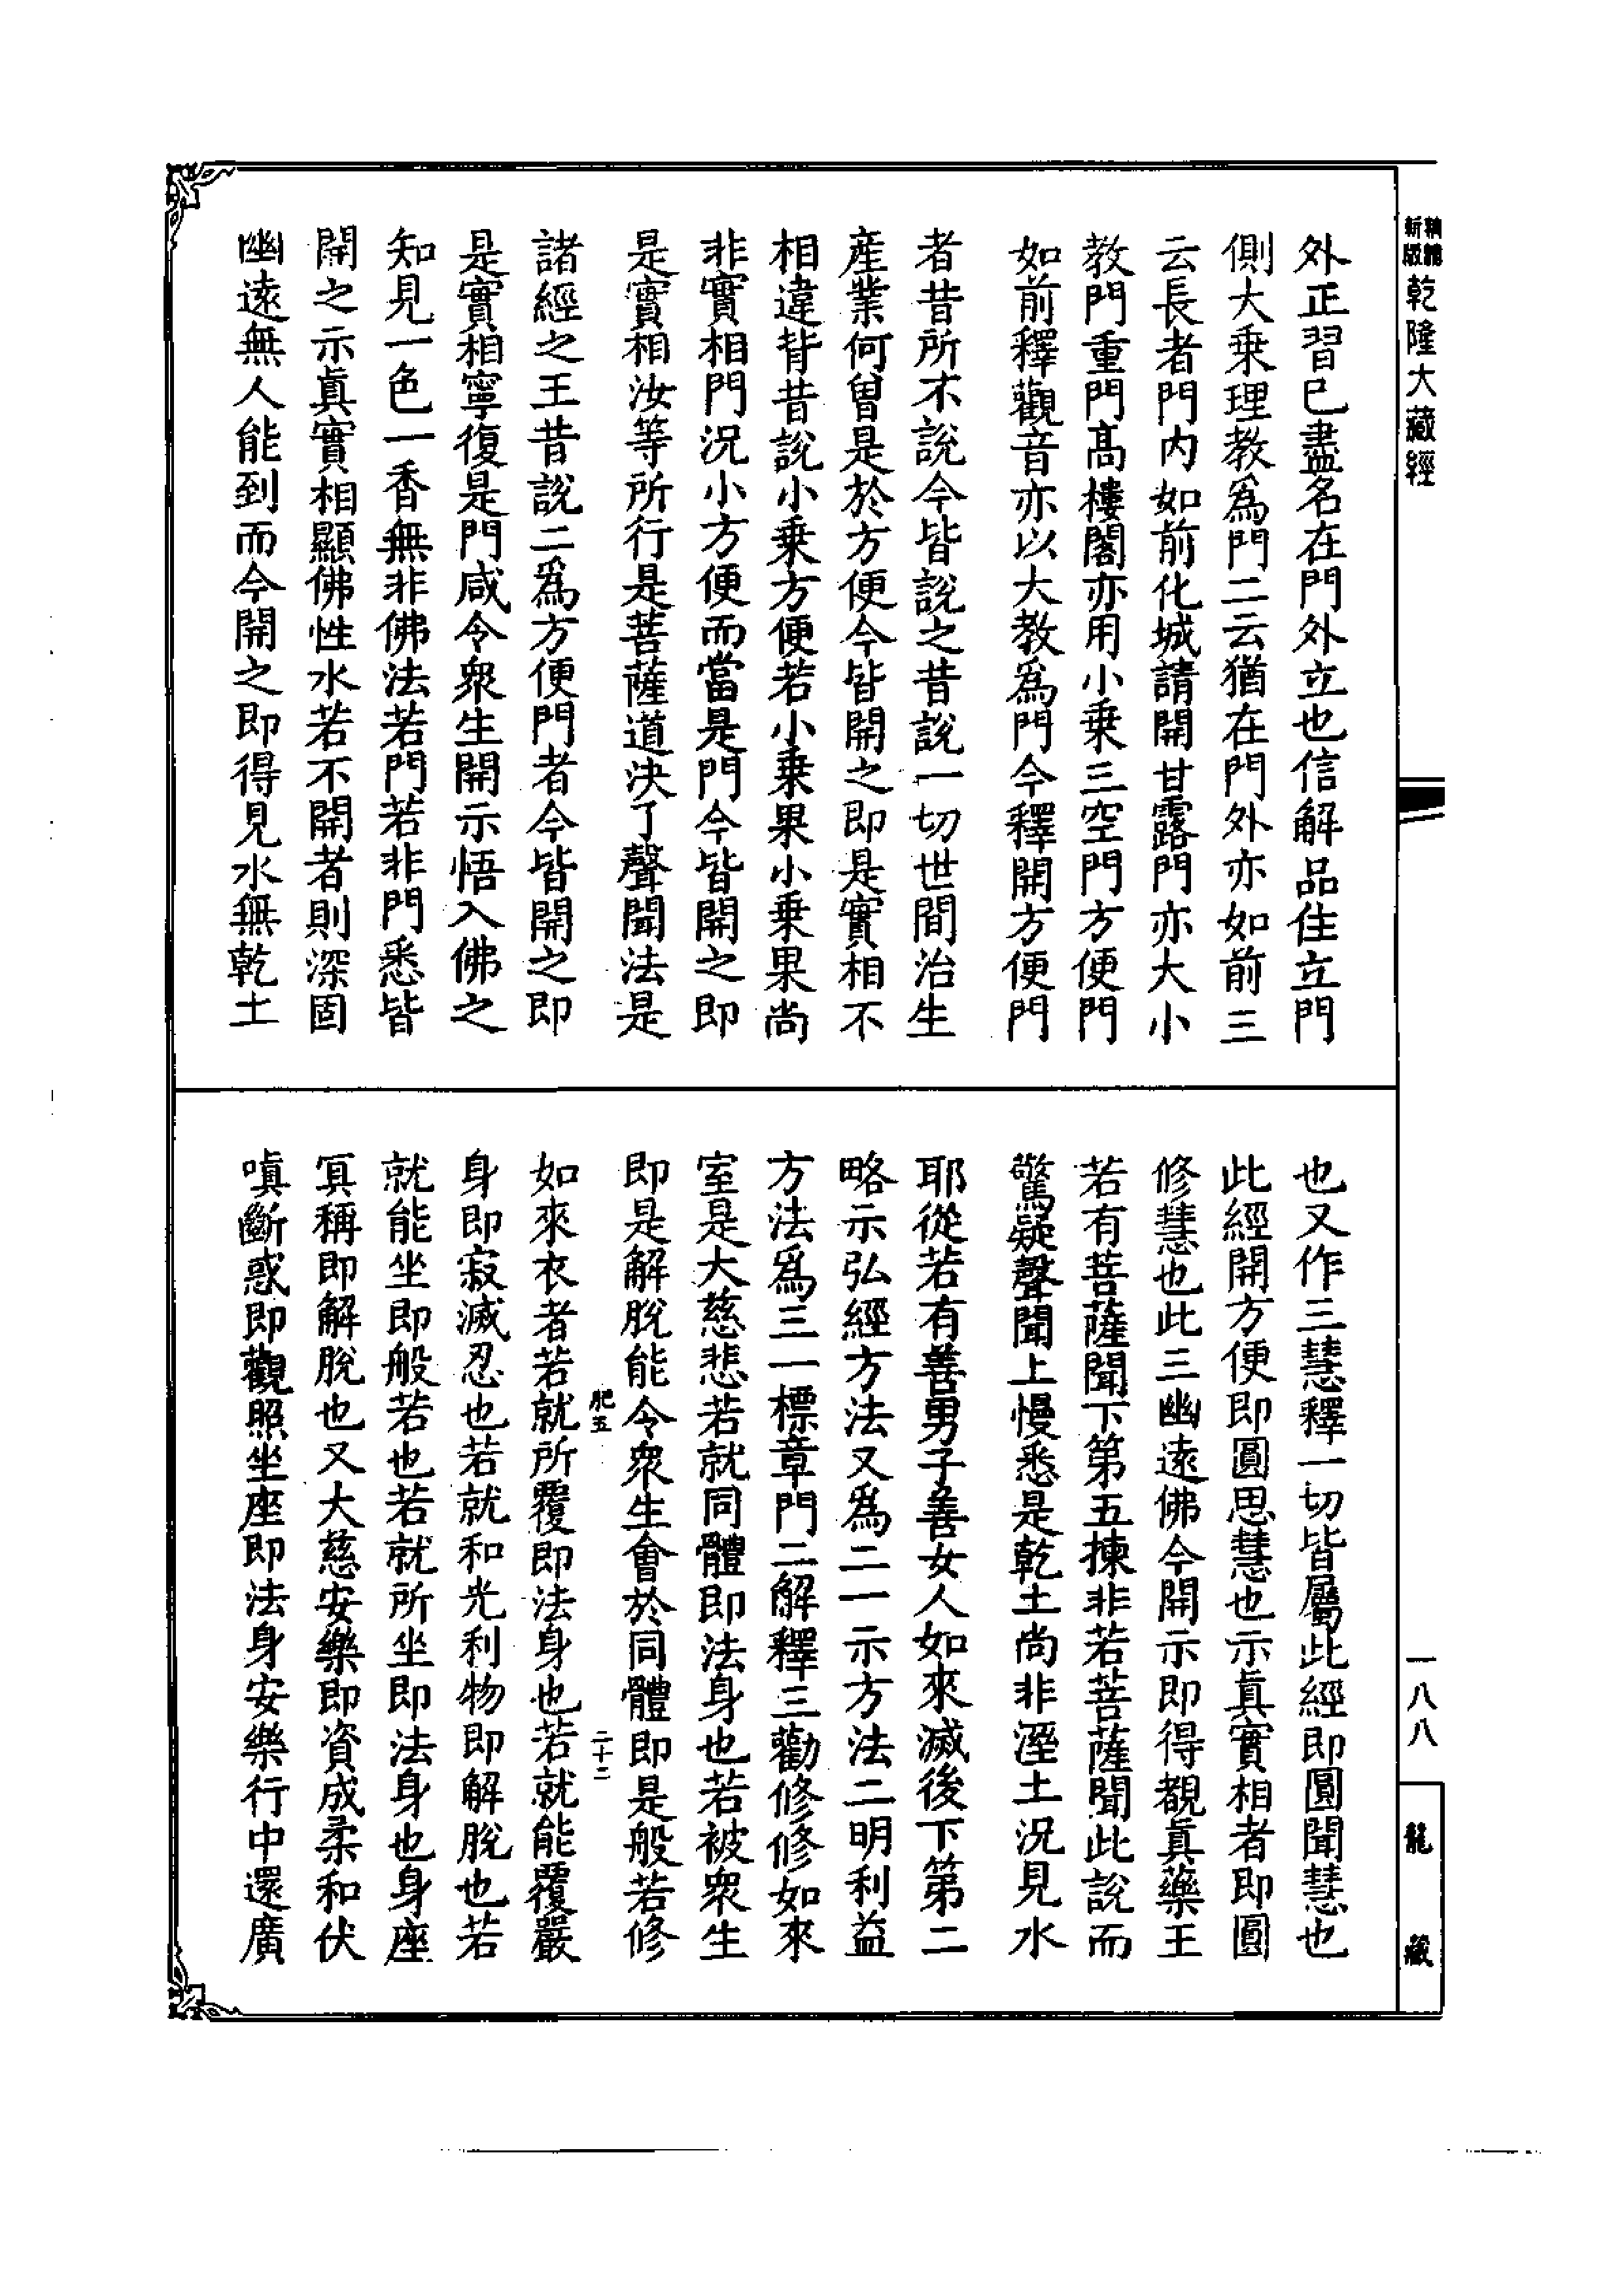 精龍
新版
乾隆大藏經
一八八
龍藏
外正習已盡名在門外立也信解品住立門
側大乘理教爲門二云猶在門外亦如前三
云長者門內如前化城請開甘露門亦大小
教門重門高樓閣亦用小乘三空門方便門
如前釋觀音亦以大教爲門今釋開方便門
者昔所不說今皆說之昔說一切世間治生
產業何曾是於方便今皆開之即是實相不
相違背昔說小乘方便若小乘果小乘果尚
非實相門況小方便而當是門今皆開之即
是實相汝等所行是菩薩道決了聲聞法是
諸經之王昔說二爲方便門者今皆開之即
是實相寧復是門咸令衆生開示悟入佛之
知見一色一香無非佛法若門若非門悉皆
開之示眞實相顯佛性水若不開者則深固
幽遠無人能到而今開之即得見水無乾土
也又作三慧釋一切皆屬此經即圓聞慧也
此經開方便即圓思慧也示眞實相者即圓
修慧也此三幽遠佛今開示即得覩眞藥王
若有菩薩聞下第五揀非若菩薩聞此說而
驚疑聲聞上慢悉是乾土尚非溼土況見水
耶從若有善男子善女人如來滅後下第二
略示弘經方法又爲二一示方法二明利益
方法爲三一標章門二解釋三勸修修如來
室是大慈悲若就同體即法身也若被衆生
即是解脫能令衆生會於同體即是般若修
肥五
二十二
如來衣者若就所覆即法身也若就能覆嚴
身即寂滅忍也若就和光利物即解脫也若
就能坐即般若也若就所坐即法身也身座
冥稱即解脫也又大慈安樂即資成柔和伏
嗔斷惑即觀照坐座即法身安樂行中還廣